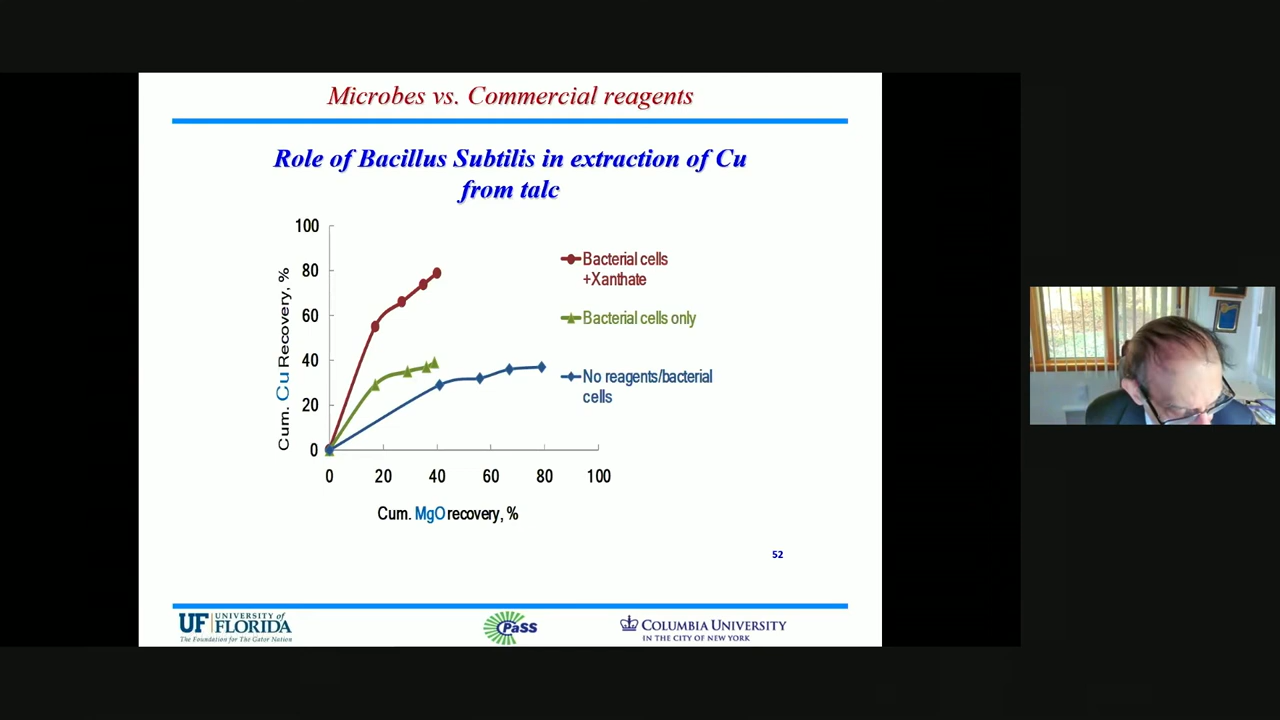 Microbes vs. Commercial reagents
Role of Bacillus Subtilis in extraction of Cu
from talc
100
80
60
40
20
0
Cum. Cu Recovery, %
0 20 40 60 80 100
Cum. MgO recovery, %
Bacterial cells
+Xanthate
Bacterial cells only
No reagents/bacterial
cells
52
UF UNIVERSITY of
FLORIDA
The Foundation for The Gator Nation
CPaSS
COLUMBIA UNIVERSITY
IN THE CITY OF NEW YORK